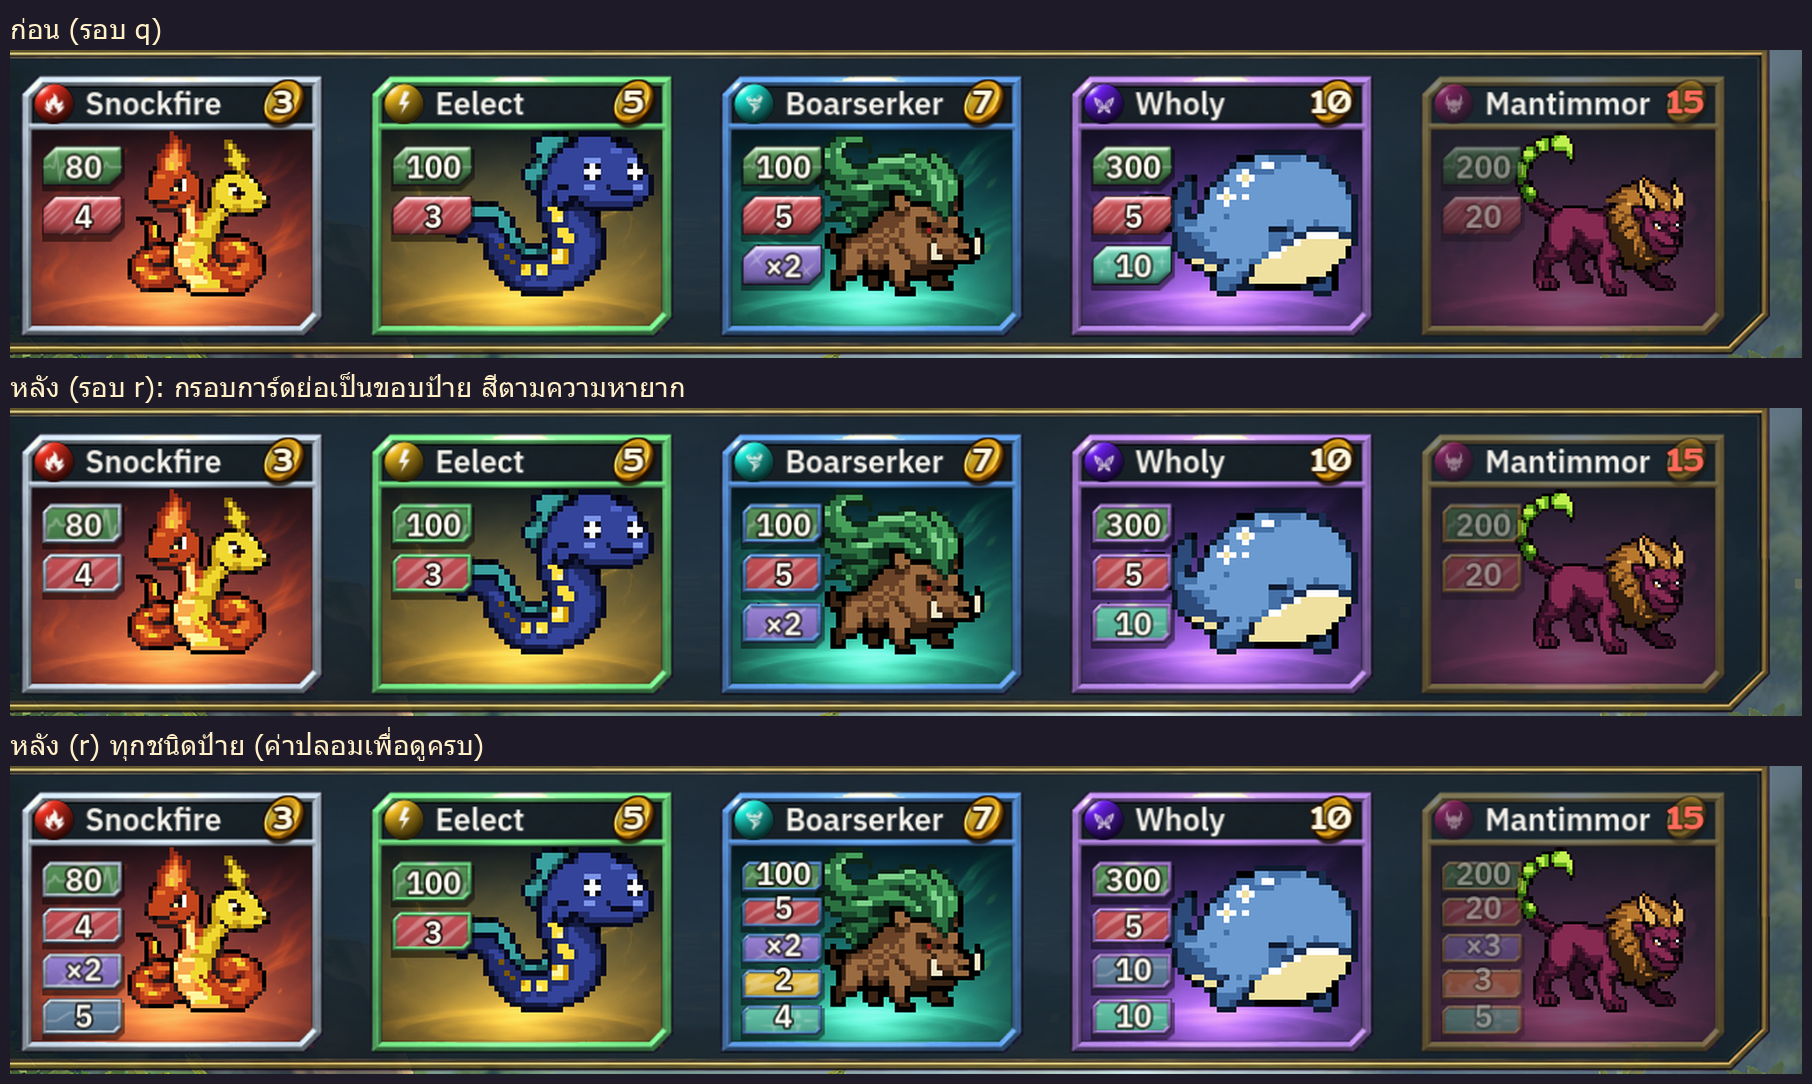 ก่อน (รอบ q)
Snockfire 3
80
4
Eelect 5
100
3
Boarserker 7
100
5
×2
Wholy 10
300
5
10
Mantimmor 15
200
20
หลัง (รอบ r): กรอบการ์ดย่อเป็นขอบป้าย สีตามความหายาก
Snockfire 3
80
4
Eelect 5
100
3
Boarserker 7
100
5
×2
Wholy 10
300
5
10
Mantimmor 15
200
20
หลัง (r) ทุกชนิดป้าย (ค่าปลอมเพื่อดูครบ)
Snockfire 3
80
4
×2
5
Eelect 5
100
3
Boarserker 7
100
5
×2
2
4
Wholy 10
300
5
10
10
Mantimmor 15
200
20
×3
3
5